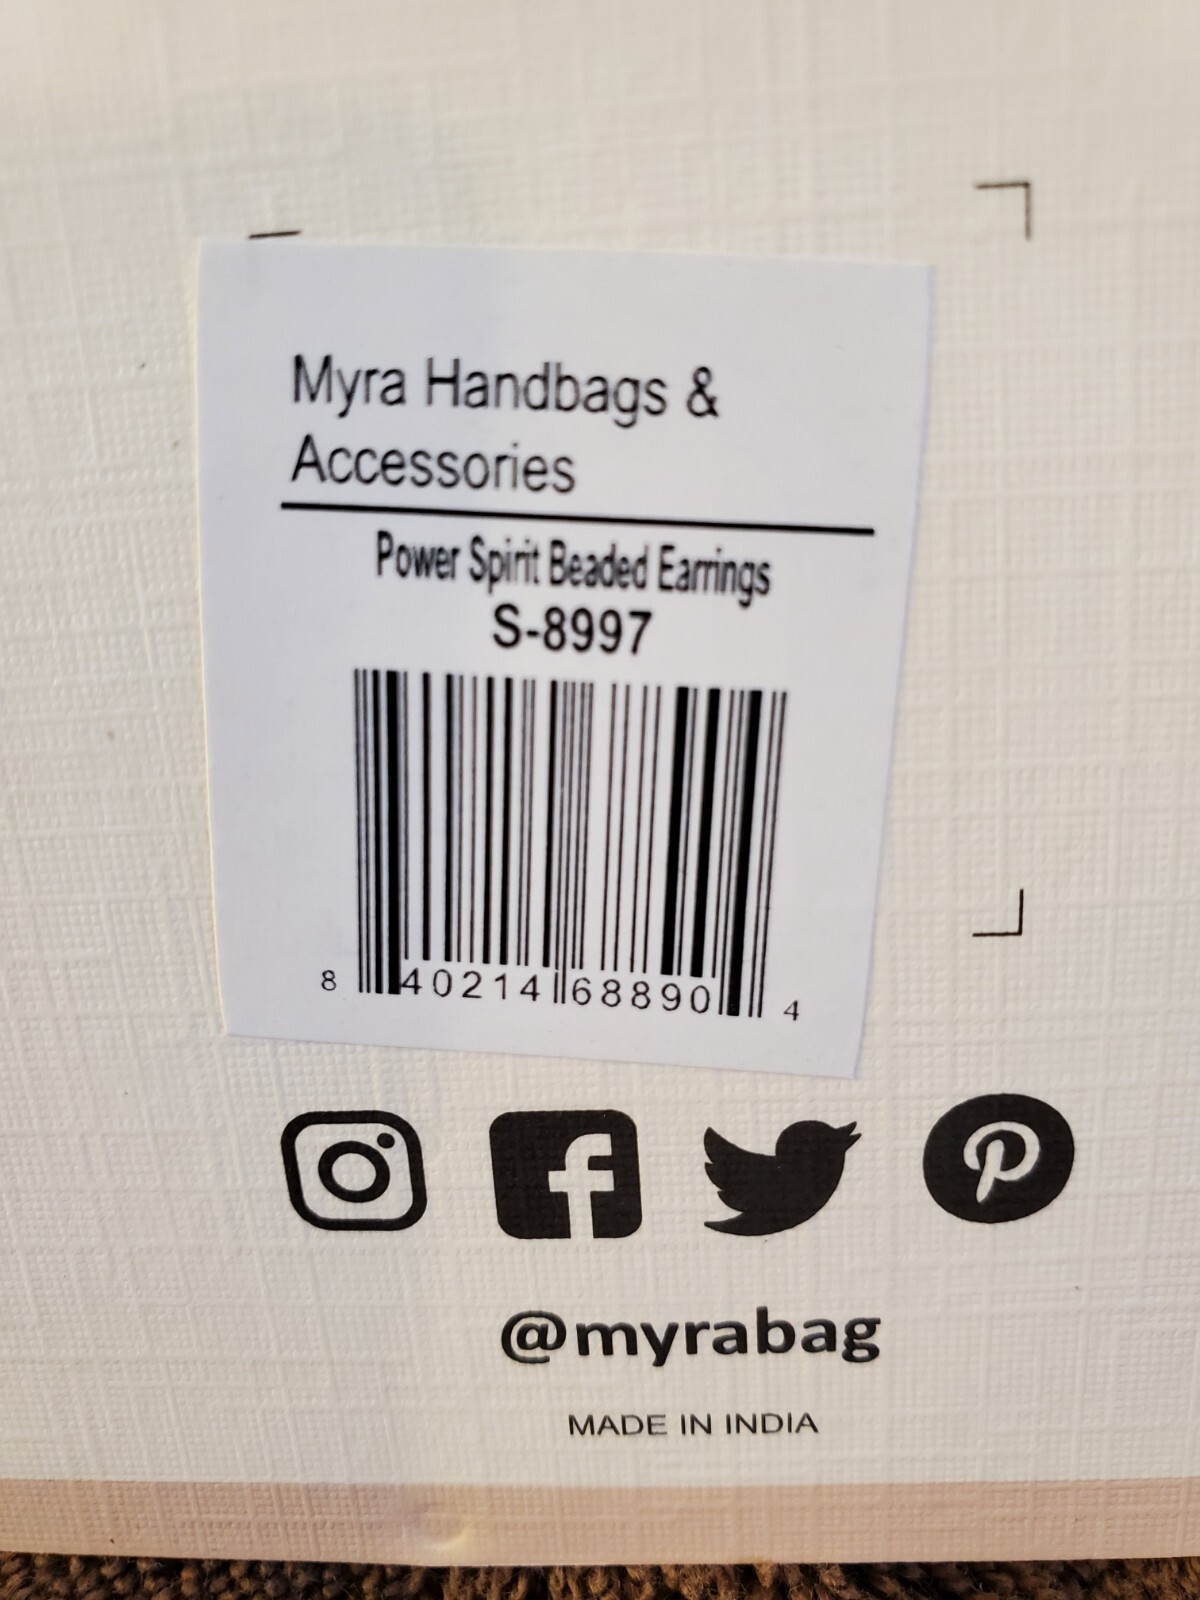 Myra Handbags &
Accessories
Power Spirit Beaded Earrings
S-8997
8 40214 68890 4
@myrabag
MADE IN INDIA